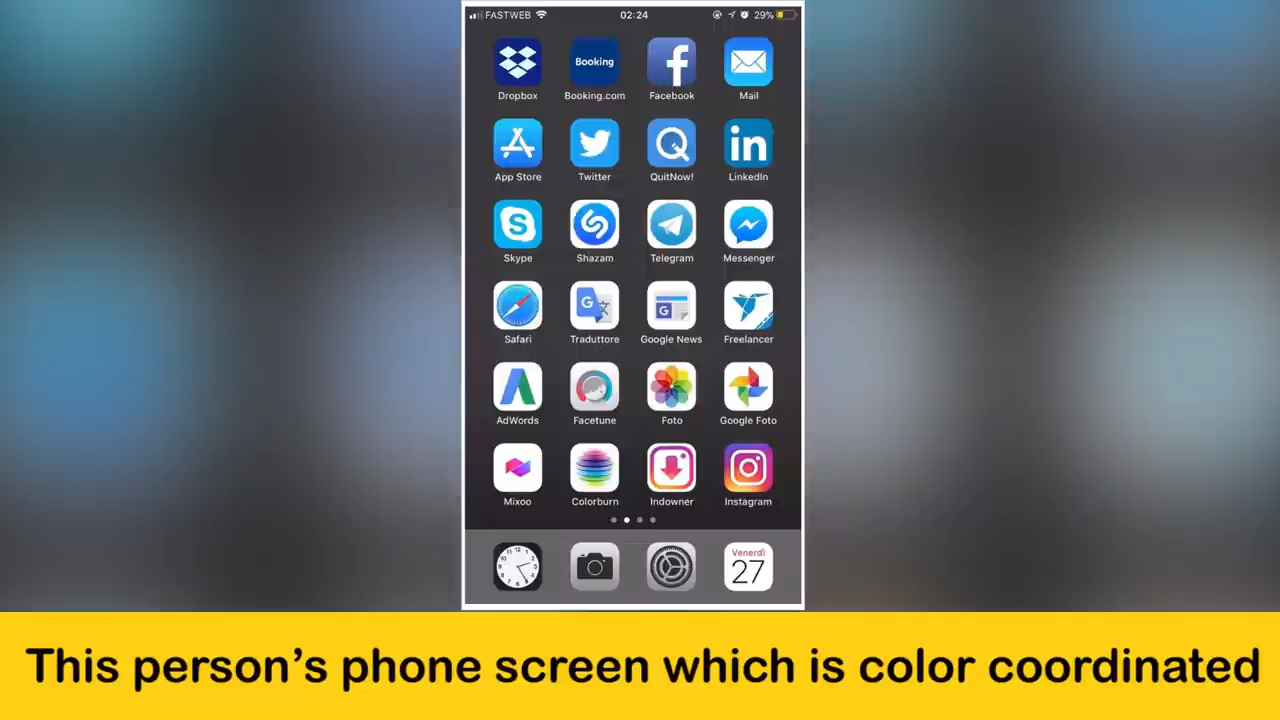 FASTWEB 02:24 29%
Booking
Dropbox Booking.com Facebook Mail
in
App Store Twitter QuitNow! LinkedIn
Skype Shazam Telegram Messenger
G 文 G
Safari Traduttore Google News Freelancer
AdWords Facetune Foto Google Foto
Mixoo Colorburn Indowner Instagram
Venerdì
27
This person’s phone screen which is color coordinated